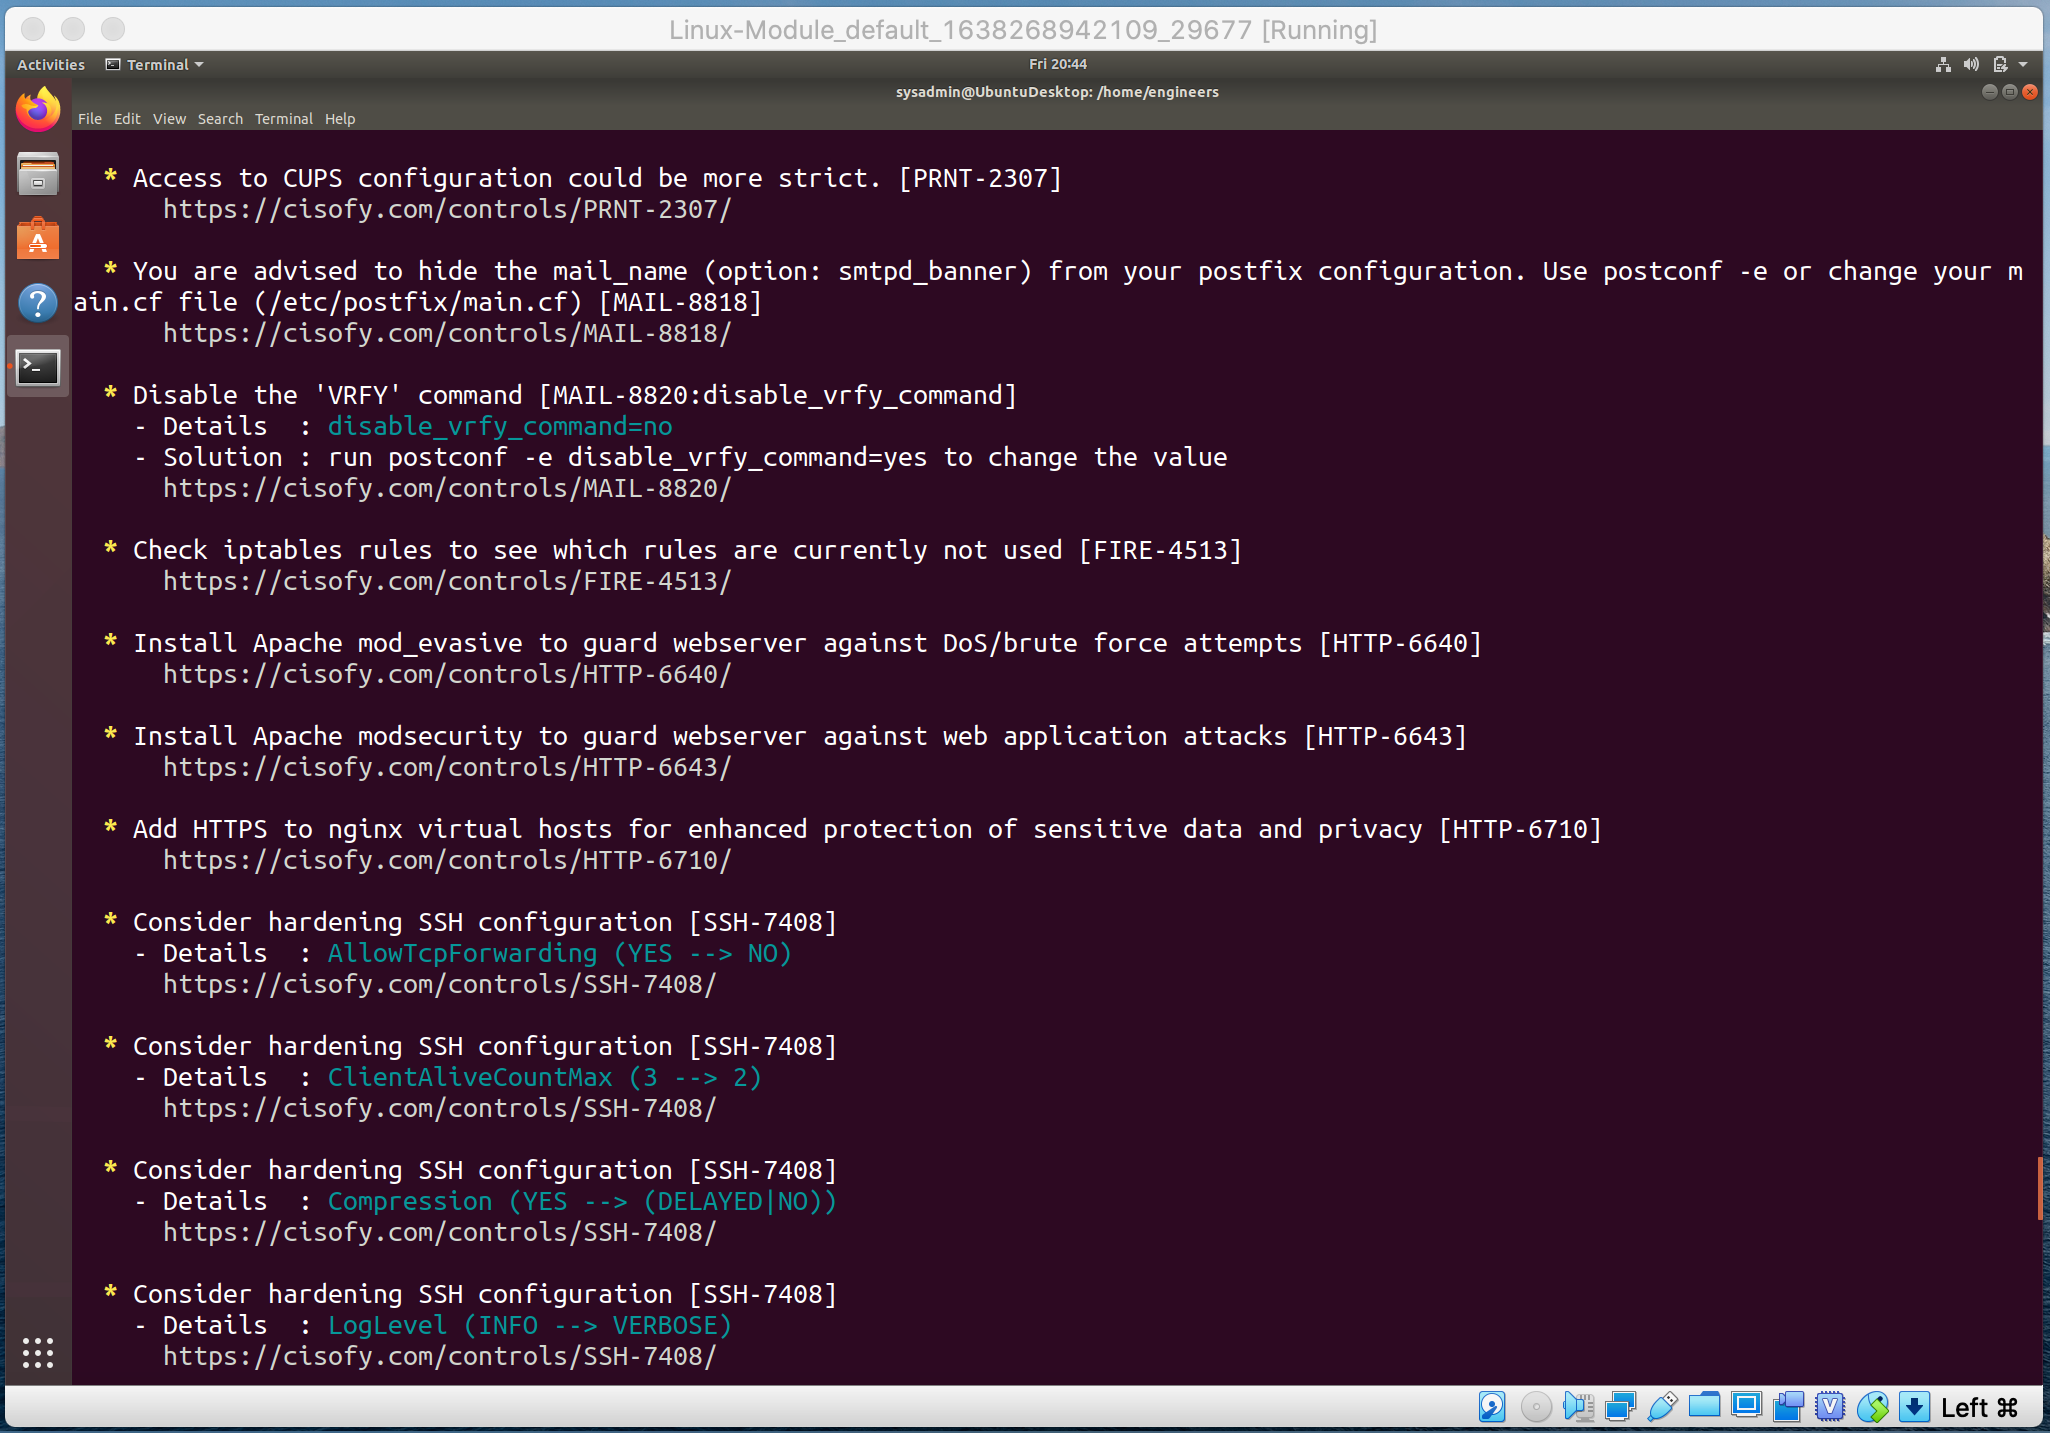 Linux-Module_default_1638268942109_29677 [Running]
Activities Terminal Fri 20:44
sysadmin@UbuntuDesktop: /home/engineers
File Edit View Search Terminal Help
* Access to CUPS configuration could be more strict. [PRNT-2307]
https://cisofy.com/controls/PRNT-2307/
* You are advised to hide the mail_name (option: smtpd_banner) from your postfix configuration. Use postconf -e or change your m
ain.cf file (/etc/postfix/main.cf) [MAIL-8818]
https://cisofy.com/controls/MAIL-8818/
* Disable the 'VRFY' command [MAIL-8820:disable_vrfy_command]
- Details  : disable_vrfy_command=no
- Solution : run postconf -e disable_vrfy_command=yes to change the value
https://cisofy.com/controls/MAIL-8820/
* Check iptables rules to see which rules are currently not used [FIRE-4513]
https://cisofy.com/controls/FIRE-4513/
* Install Apache mod_evasive to guard webserver against DoS/brute force attempts [HTTP-6640]
https://cisofy.com/controls/HTTP-6640/
* Install Apache modsecurity to guard webserver against web application attacks [HTTP-6643]
https://cisofy.com/controls/HTTP-6643/
* Add HTTPS to nginx virtual hosts for enhanced protection of sensitive data and privacy [HTTP-6710]
https://cisofy.com/controls/HTTP-6710/
* Consider hardening SSH configuration [SSH-7408]
- Details  : AllowTcpForwarding (YES --> NO)
https://cisofy.com/controls/SSH-7408/
* Consider hardening SSH configuration [SSH-7408]
- Details  : ClientAliveCountMax (3 --> 2)
https://cisofy.com/controls/SSH-7408/
* Consider hardening SSH configuration [SSH-7408]
- Details  : Compression (YES --> (DELAYED|NO))
https://cisofy.com/controls/SSH-7408/
* Consider hardening SSH configuration [SSH-7408]
- Details  : LogLevel (INFO --> VERBOSE)
https://cisofy.com/controls/SSH-7408/
Left ⌘